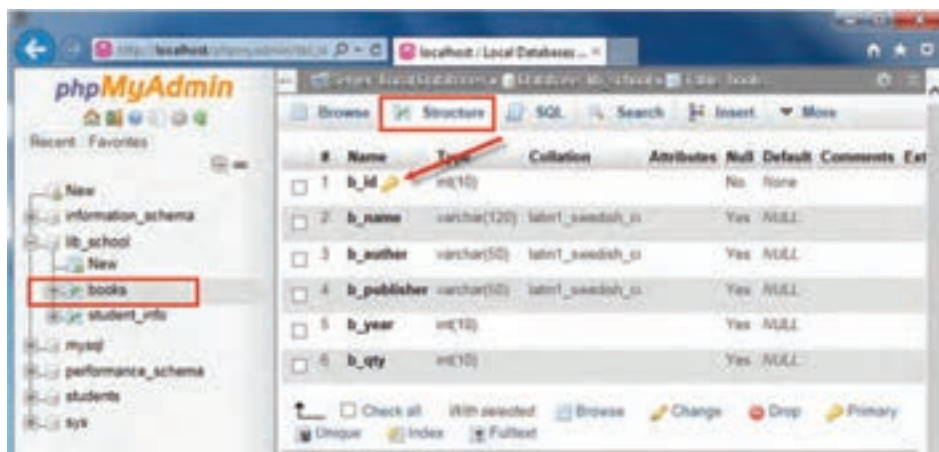 localhost / Local Databases ...
phpMyAdmin
Recent Favorites
New
information_schema
lib_school
New
books
student_info
mysql
performance_schema
students
sys
Browse Structure SQL Search Insert More
# Name Type Collation Attributes Null Default Comments Ext
1 b_id int(10) No None
2 b_name varchar(120) latin1_swedish_ci Yes NULL
3 b_auther varchar(50) latin1_swedish_ci Yes NULL
4 b_publisher varchar(50) latin1_swedish_ci Yes NULL
5 b_year int(10) Yes NULL
6 b_qty int(10) Yes NULL
Check all With selected: Browse Change Drop Primary
Unique Index Fulltext